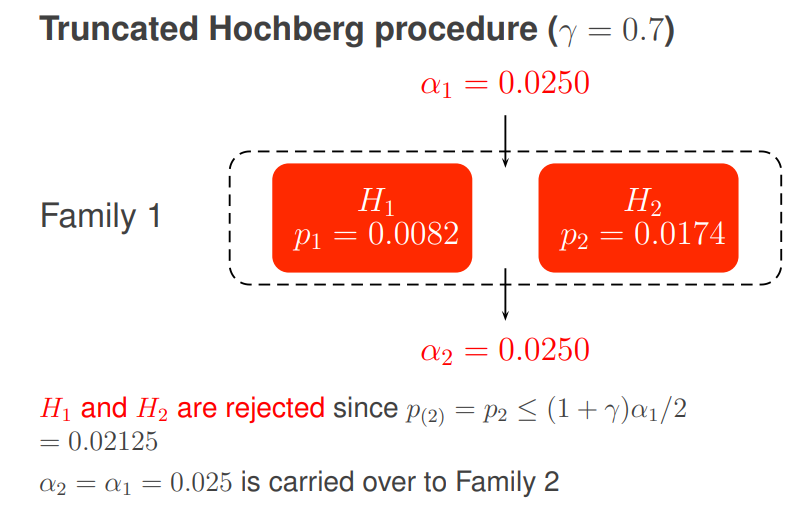 Truncated Hochberg procedure (γ = 0.7)
α₁ = 0.0250
Family 1
H₁
p₁ = 0.0082
H₂
p₂ = 0.0174
α₂ = 0.0250
H₁ and H₂ are rejected since p₍₂₎ = p₂ ≤ (1 + γ)α₁/2
= 0.02125
α₂ = α₁ = 0.025 is carried over to Family 2